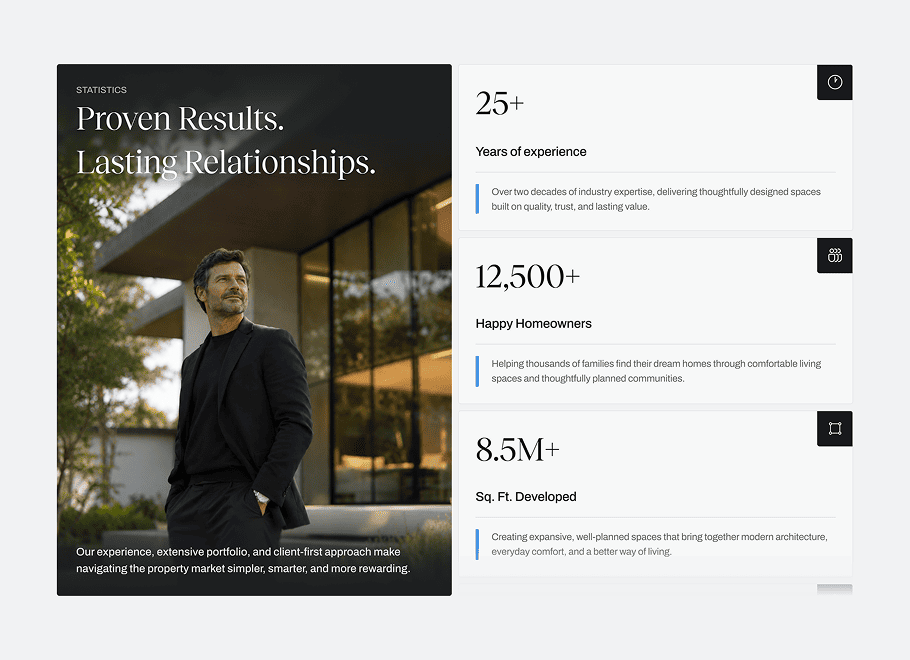 STATISTICS
Proven Results.
Lasting Relationships.
Our experience, extensive portfolio, and client-first approach make
navigating the property market simpler, smarter, and more rewarding.
25+
Years of experience
Over two decades of industry expertise, delivering thoughtfully designed spaces
built on quality, trust, and lasting value.
12,500+
Happy Homeowners
Helping thousands of families find their dream homes through comfortable living
spaces and thoughtfully planned communities.
8.5M+
Sq. Ft. Developed
Creating expansive, well-planned spaces that bring together modern architecture,
everyday comfort, and a better way of living.